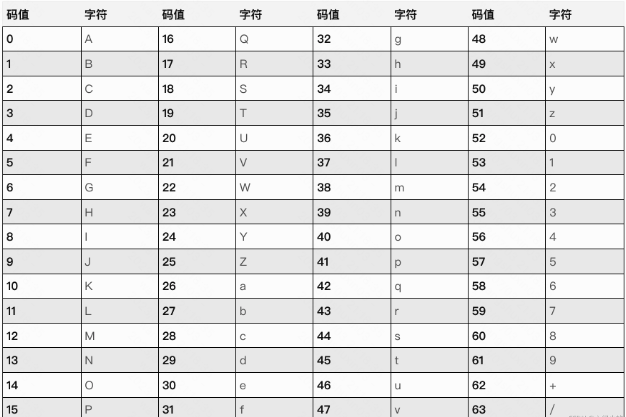 码值 字符 码值 字符 码值 字符 码值 字符
0 A 16 Q 32 g 48 w
1 B 17 R 33 h 49 x
2 C 18 S 34 i 50 y
3 D 19 T 35 j 51 z
4 E 20 U 36 k 52 0
5 F 21 V 37 l 53 1
6 G 22 W 38 m 54 2
7 H 23 X 39 n 55 3
8 I 24 Y 40 o 56 4
9 J 25 Z 41 p 57 5
10 K 26 a 42 q 58 6
11 L 27 b 43 r 59 7
12 M 28 c 44 s 60 8
13 N 29 d 45 t 61 9
14 O 30 e 46 u 62 +
15 P 31 f 47 v 63 /